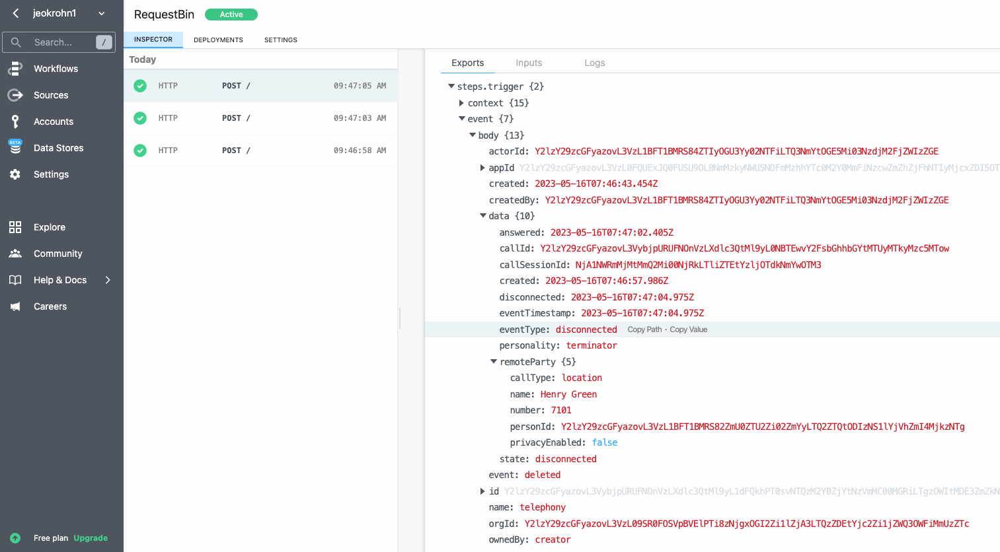 jeokrohn1
Search...
/
Workflows
Sources
Accounts
BETA
Data Stores
Settings
Explore
Community
Help & Docs
Careers
Free plan Upgrade
RequestBin Active
INSPECTOR DEPLOYMENTS SETTINGS
Today
HTTP POST / 09:47:05 AM
HTTP POST / 09:47:03 AM
HTTP POST / 09:46:58 AM
Exports Inputs Logs
steps.trigger {2}
context {15}
event {7}
body {13}
actorId: Y2lzY29zcGFyazovL3VzL1BFT1BMRS84ZTIyOGU3Yy02NTFiLTQ3NmYtOGE5Mi03NzdjM2FjZWIzZGE
appId Y2lzY29zcGFyazovL3VzL0FQUExJQ0FUSU9OL0NmMzkyNWU5NDFmMzhhYTc0M2Y0MmFiNzcwZmZhZjFhNTIyMjcxZDI5OT
created: 2023-05-16T07:46:43.454Z
createdBy: Y2lzY29zcGFyazovL3VzL1BFT1BMRS84ZTIyOGU3Yy02NTFiLTQ3NmYtOGE5Mi03NzdjM2FjZWIzZGE
data {10}
answered: 2023-05-16T07:47:02.405Z
callId: Y2lzY29zcGFyazovL3VybjpURUFNOnVzLXdlc3QtMl9yL0NBTEwvY2FsbGhhbGYtMTUyMTkyMzc5MTow
callSessionId: NjA1NWRmMjMtMmQ2Mi00NjRkLTliZTEtYzljOTdkNmYwOTM3
created: 2023-05-16T07:46:57.986Z
disconnected: 2023-05-16T07:47:04.975Z
eventTimestamp: 2023-05-16T07:47:04.975Z
eventType: disconnected Copy Path · Copy Value
personality: terminator
remoteParty {5}
callType: location
name: Henry Green
number: 7101
personId: Y2lzY29zcGFyazovL3VzL1BFT1BMRS82ZmU0ZTU2Zi02ZmYyLTQ2ZTQtODIzNS1lYjVhZmI4MjkzNTg
privacyEnabled: false
state: disconnected
event: deleted
id Y2lzY29zcGFyazovL3VybjpURUFNOnVzLXdlc3QtMl9yL1dFQkhPT0svNTQzM2Y0ZjYtNzVmMC00MGRiLTgzOWItMDE3ZmZkN
name: telephony
orgId: Y2lzY29zcGFyazovL3VzL09SR0FOSVpBVElPTi8zNjgxOGI2Zi1lZjA3LTQzZDEtYjc2Zi1jZWQ3OWFiMmUzZTc
ownedBy: creator